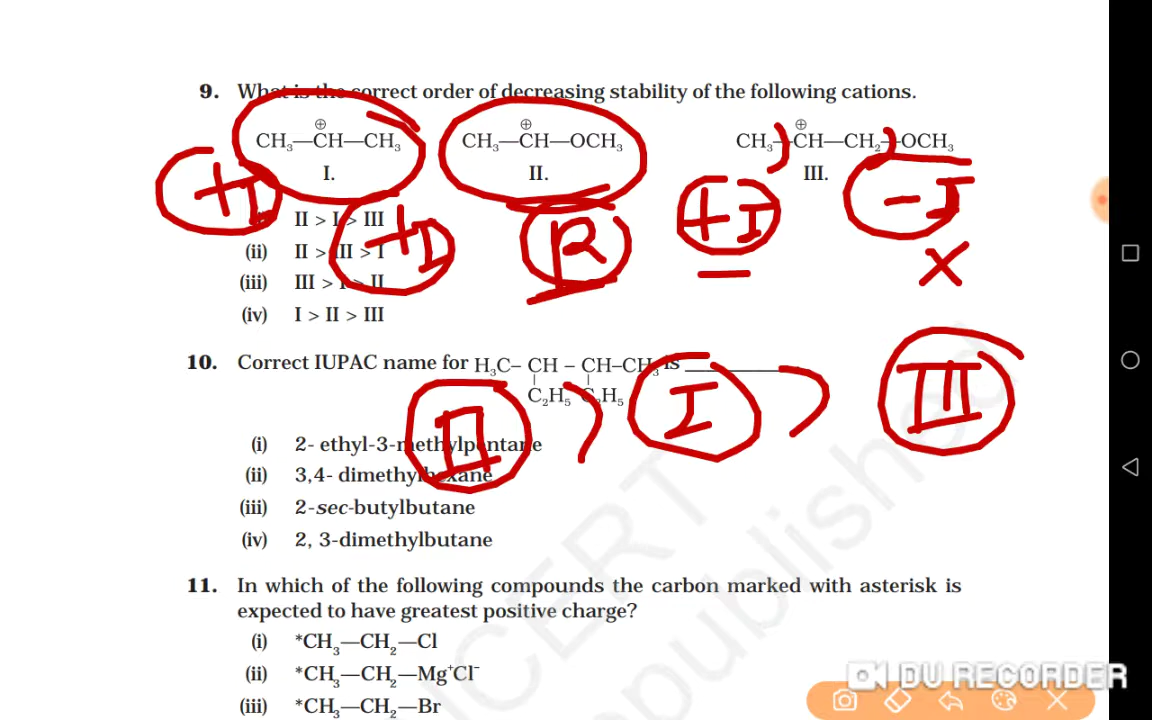 9. What is the correct order of decreasing stability of the following cations.
⊕ ⊕ ⊕
CH₃—CH—CH₃ CH₃—CH—OCH₃ CH₃—CH—CH₂—OCH₃
I. II. III.
+I +I R +I -I
(i) II > I > III
(ii) II > III > I
(iii) III > I > II
(iv) I > II > III
X
10. Correct IUPAC name for H₃C– CH – CH–CH₃ is ________
C₂H₅ C₂H₅
II > I > III
(i) 2- ethyl-3-methylpentane
(ii) 3,4- dimethylhexane
(iii) 2-sec-butylbutane
(iv) 2, 3-dimethylbutane
11. In which of the following compounds the carbon marked with asterisk is
expected to have greatest positive charge?
(i) *CH₃—CH₂—Cl
(ii) *CH₃—CH₂—Mg⁺Cl⁻
(iii) *CH₃—CH₂—Br
NCERT
published
DU RECORDER